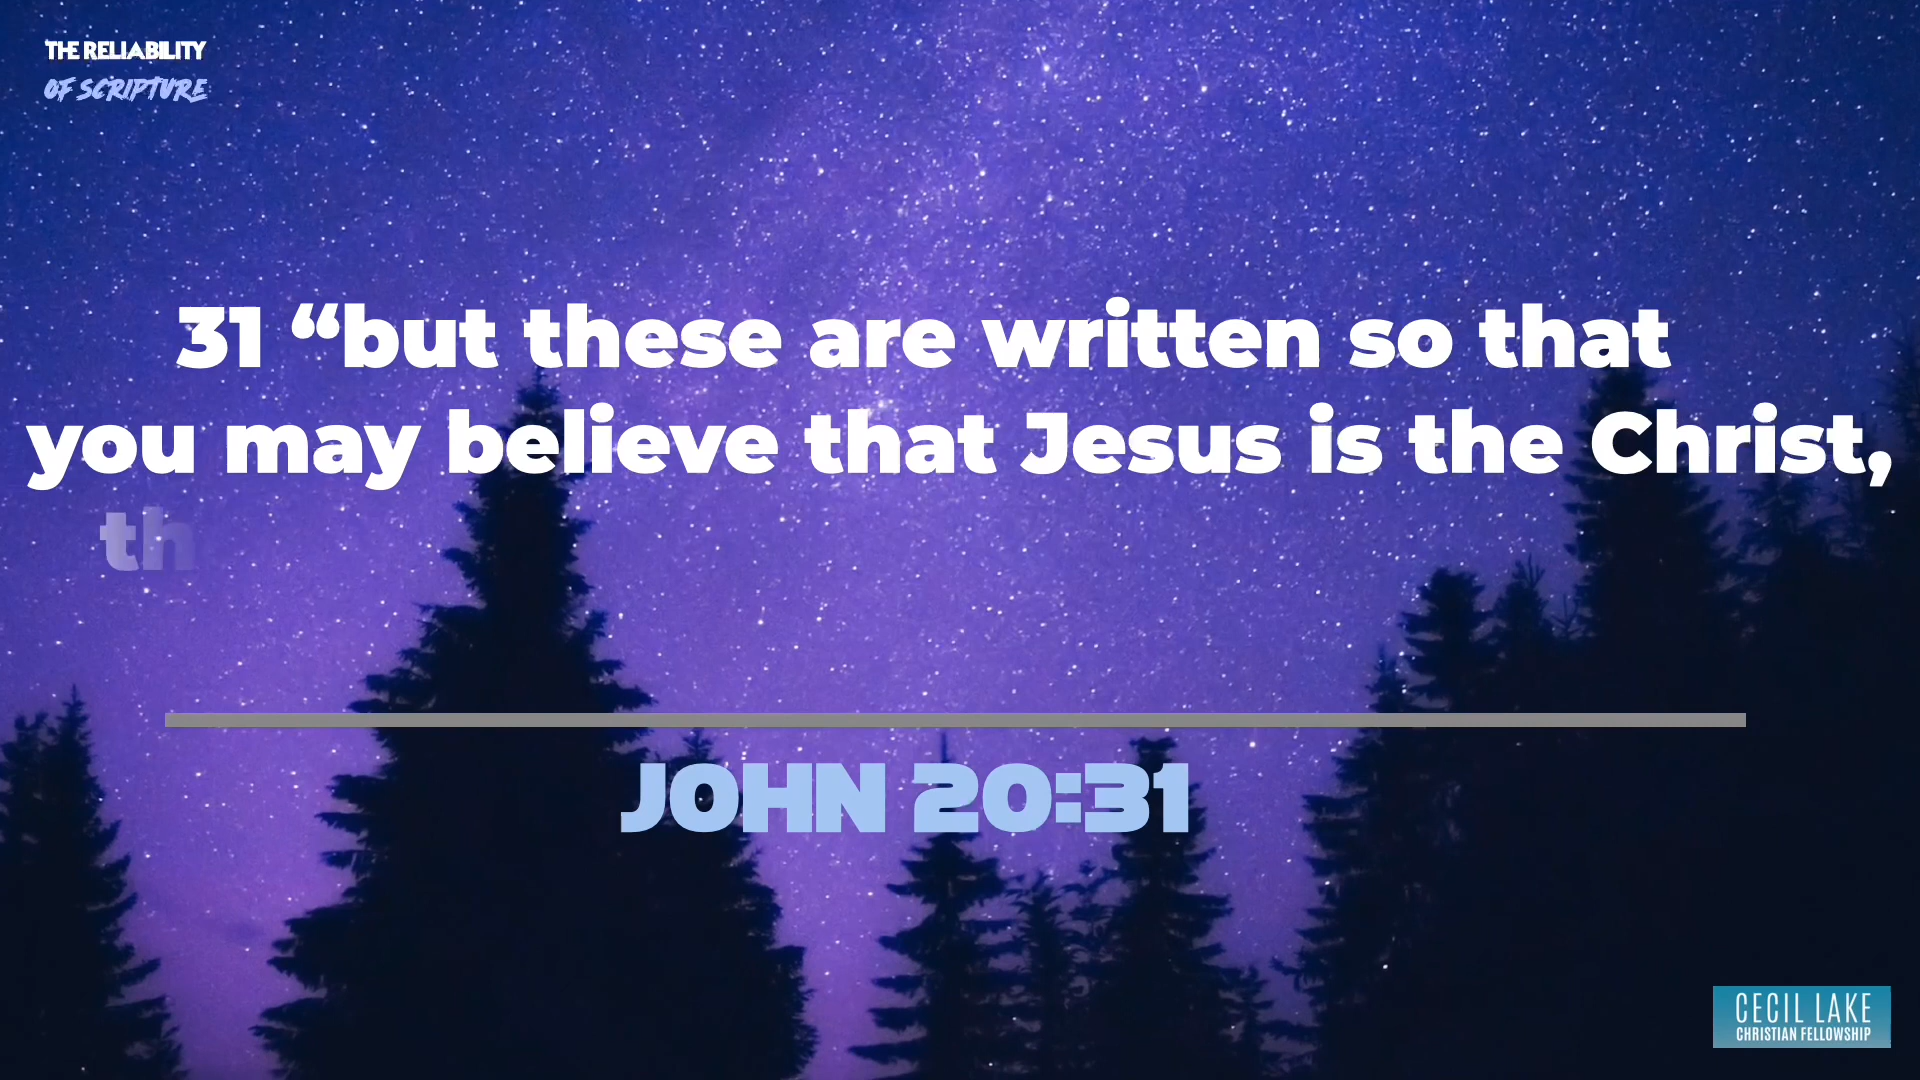 THE RELIABILITY
OF SCRIPTURE
31 “but these are written so that
you may believe that Jesus is the Christ,
th
JOHN 20:31
CECIL LAKE
CHRISTIAN FELLOWSHIP